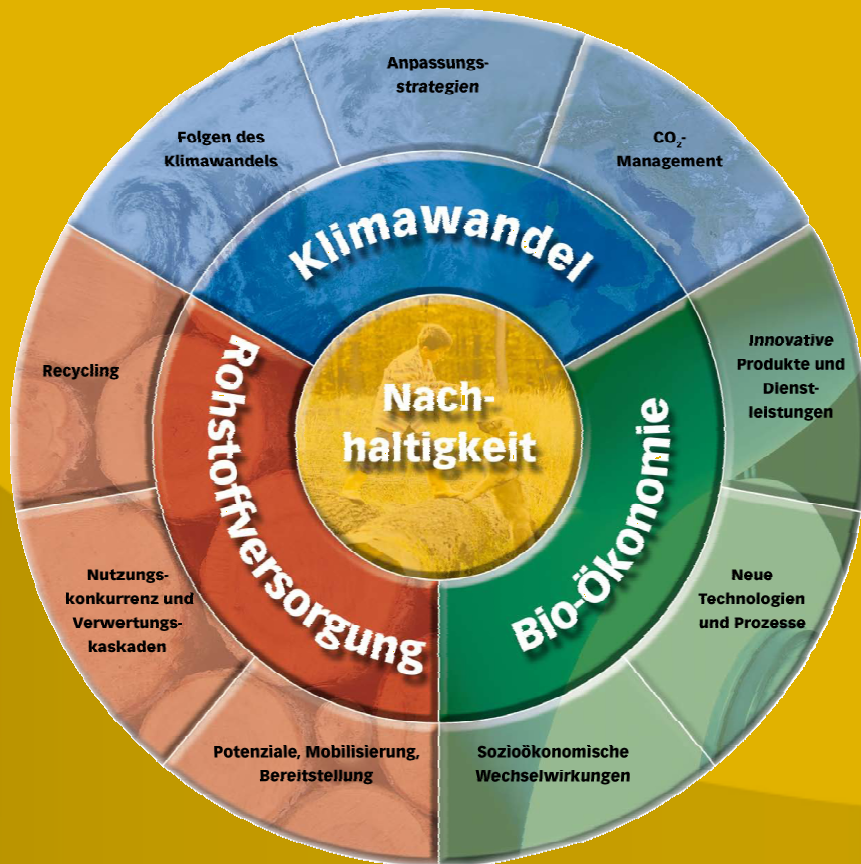 Anpassungs-
strategien
Folgen des
Klimawandels
CO₂-
Management
Klimawandel
Recycling
Innovative
Produkte und
Dienst-
leistungen
Rohstoffversorgung
Nach-
haltigkeit
Bio-Ökonomie
Nutzungs-
konkurrenz und
Verwertungs-
kaskaden
Neue
Technologien
und Prozesse
Potenziale, Mobilisierung,
Bereitstellung
Sozioökonomische
Wechselwirkungen